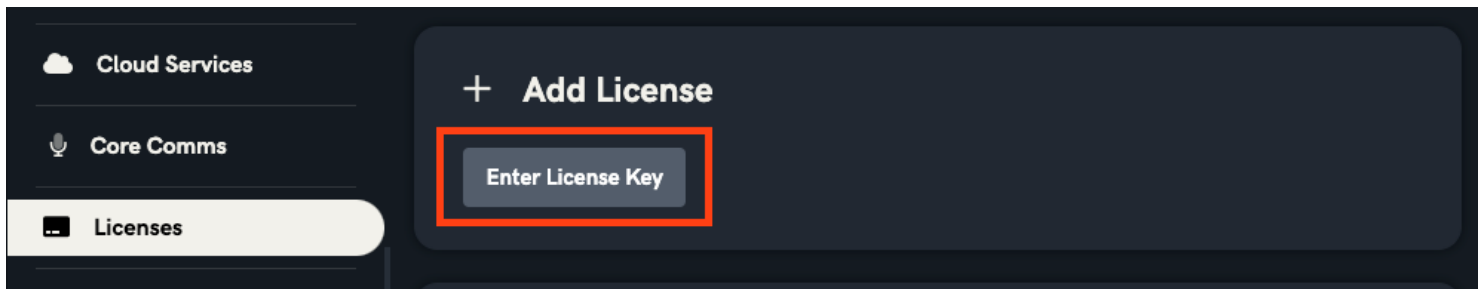 Cloud Services
Core Comms
Licenses
Add License
Enter License Key